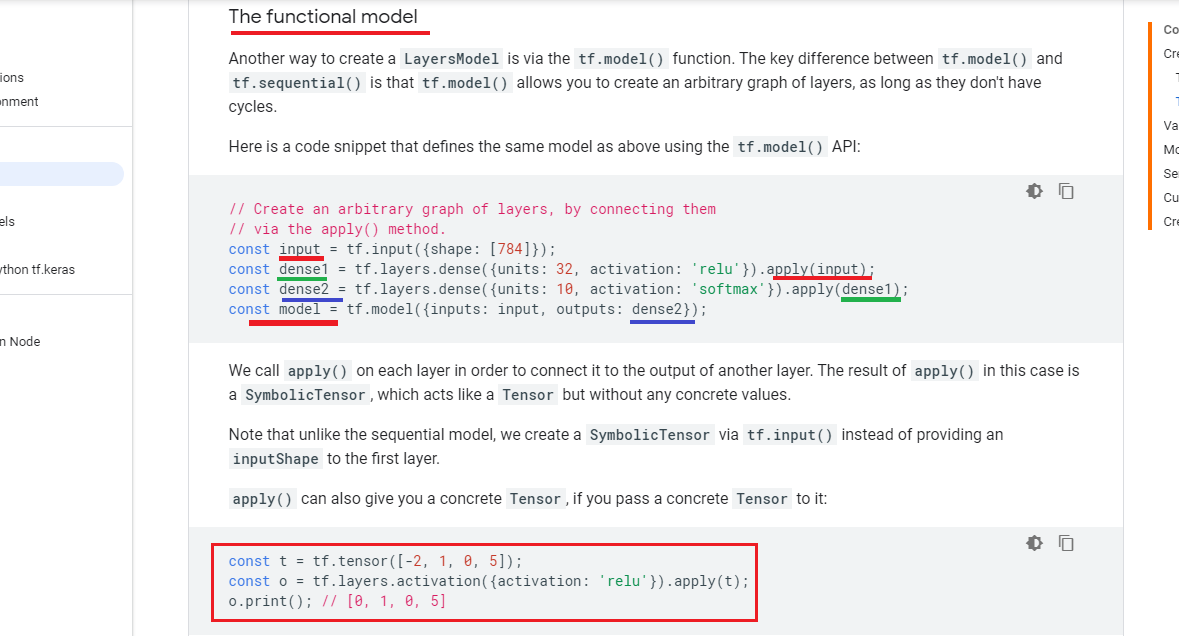 The functional model
Another way to create a LayersModel is via the tf.model() function. The key difference between tf.model() and
tf.sequential() is that tf.model() allows you to create an arbitrary graph of layers, as long as they don't have
cycles.
Here is a code snippet that defines the same model as above using the tf.model() API:
// Create an arbitrary graph of layers, by connecting them
// via the apply() method.
const input = tf.input({shape: [784]});
const dense1 = tf.layers.dense({units: 32, activation: 'relu'}).apply(input);
const dense2 = tf.layers.dense({units: 10, activation: 'softmax'}).apply(dense1);
const model = tf.model({inputs: input, outputs: dense2});
We call apply() on each layer in order to connect it to the output of another layer. The result of apply() in this case is
a SymbolicTensor, which acts like a Tensor but without any concrete values.
Note that unlike the sequential model, we create a SymbolicTensor via tf.input() instead of providing an
inputShape to the first layer.
apply() can also give you a concrete Tensor, if you pass a concrete Tensor to it:
const t = tf.tensor([-2, 1, 0, 5]);
const o = tf.layers.activation({activation: 'relu'}).apply(t);
o.print(); // [0, 1, 0, 5]
ions
onment
els
ython tf.keras
n Node
Co
Cre
T
T
Va
Mo
Se
Cu
Cre